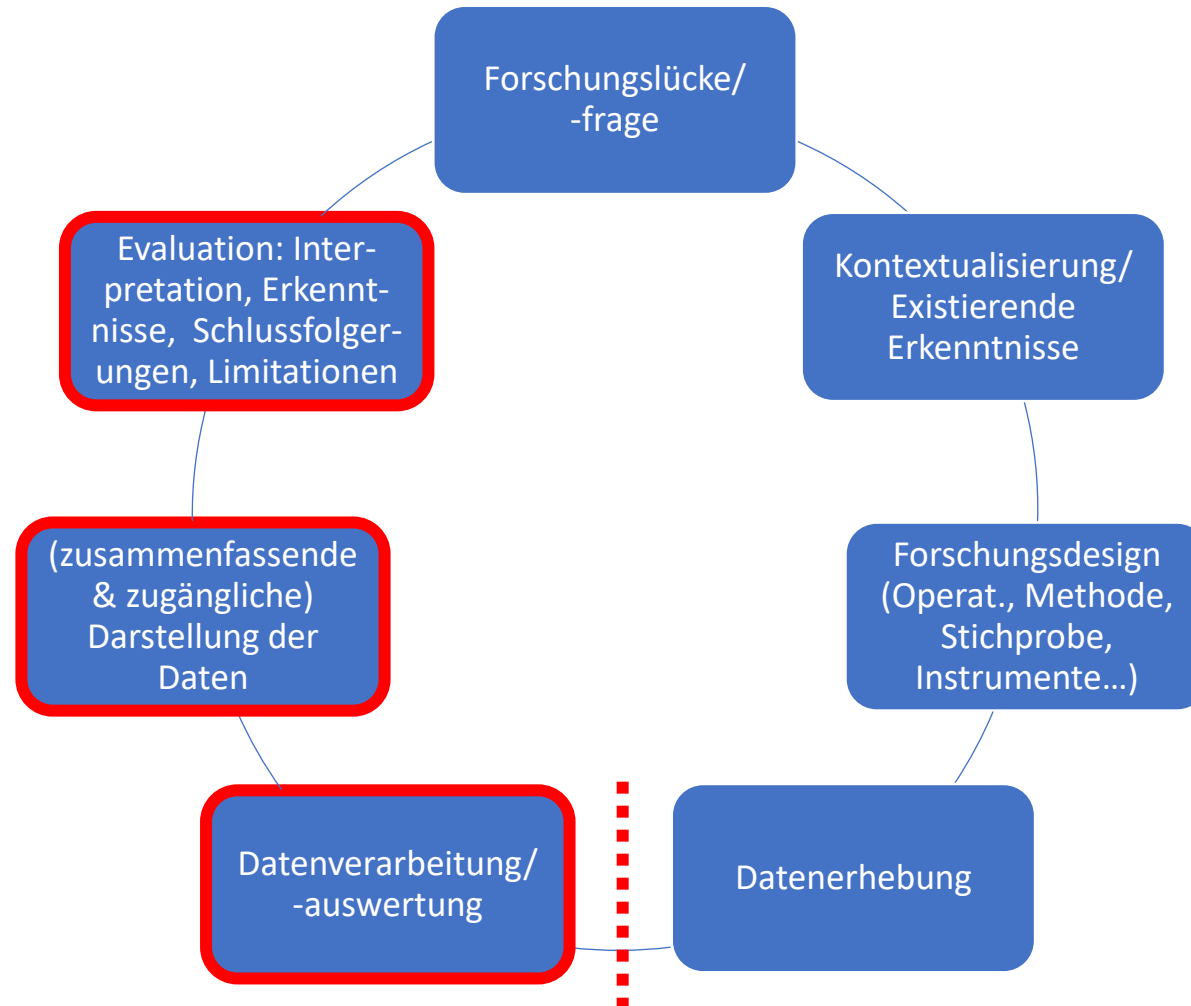 Forschungslücke/
-frage
Kontextualisierung/
Existierende
Erkenntnisse
Forschungsdesign
(Operat., Methode,
Stichprobe,
Instrumente…)
Datenerhebung
Datenverarbeitung/
-auswertung
(zusammenfassende
& zugängliche)
Darstellung der
Daten
Evaluation: Inter-
pretation, Erkennt-
nisse, Schlussfolger-
ungen, Limitationen